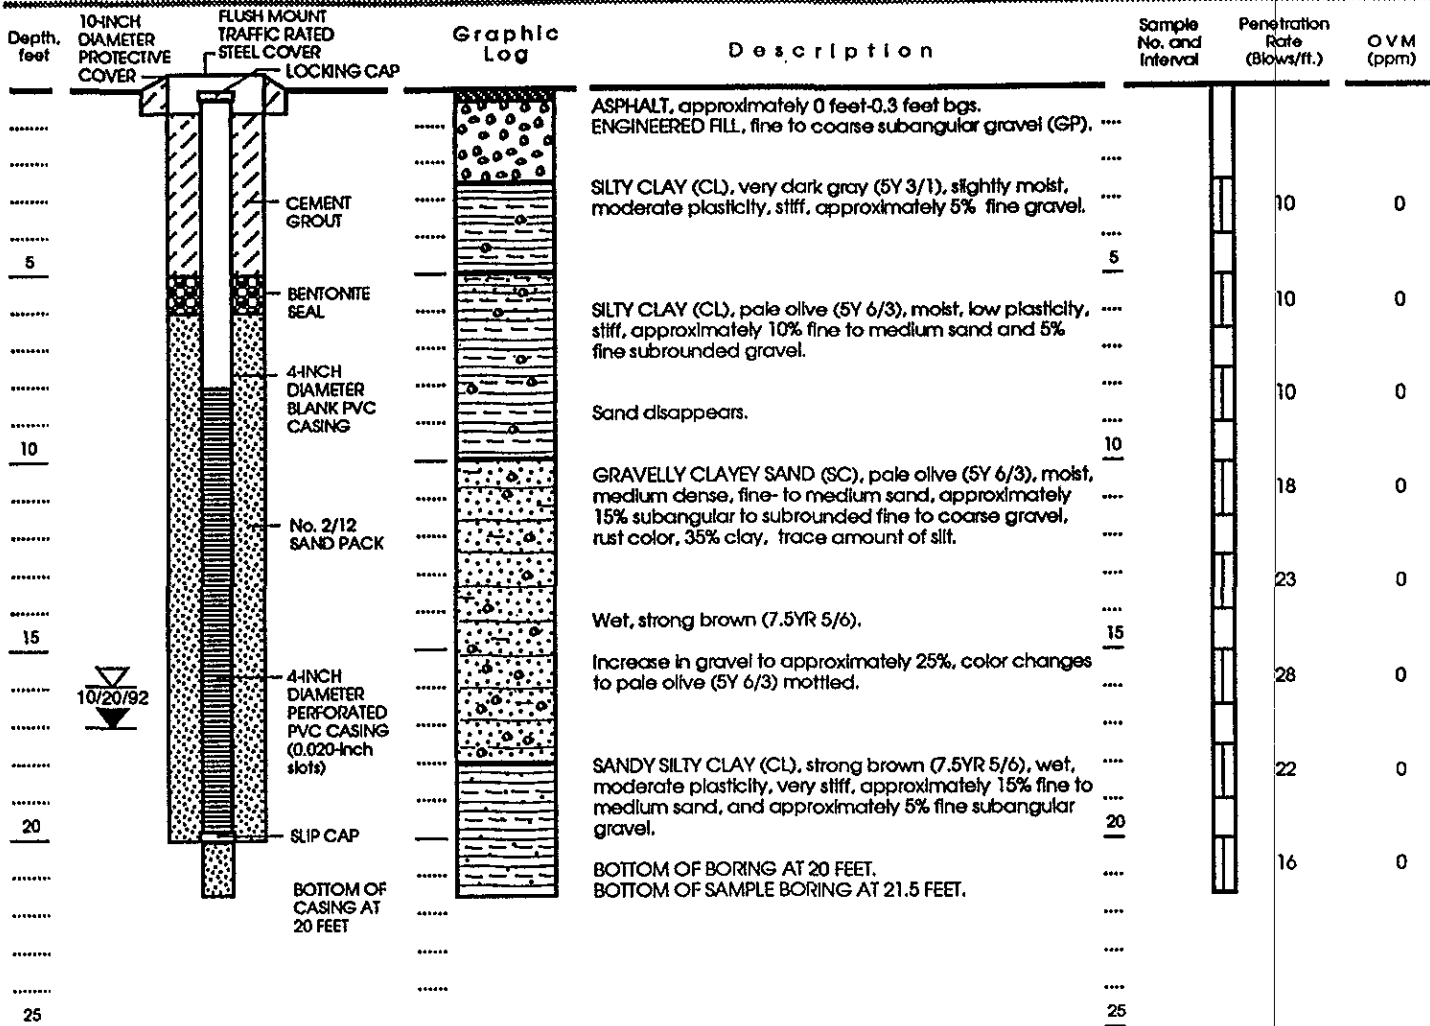 Depth, feet
10-INCH DIAMETER PROTECTIVE COVER
FLUSH MOUNT TRAFFIC RATED STEEL COVER
LOCKING CAP
Graphic Log
Description
Sample No. and Interval
Penetration Rate (Blows/ft.)
OVM (ppm)
ASPHALT, approximately 0 feet-0.3 feet bgs.
ENGINEERED FILL, fine to coarse subangular gravel (GP).
SILTY CLAY (CL), very dark gray (5Y 3/1), slightly moist,
moderate plasticity, stiff, approximately 5% fine gravel.
10
0
CEMENT
GROUT
5
5
BENTONITE
SEAL
SILTY CLAY (CL), pale olive (5Y 6/3), moist, low plasticity,
stiff, approximately 10% fine to medium sand and 5%
fine subrounded gravel.
10
0
4-INCH
DIAMETER
BLANK PVC
CASING
Sand disappears.
10
0
10
10
GRAVELLY CLAYEY SAND (SC), pale olive (5Y 6/3), moist,
medium dense, fine- to medium sand, approximately
15% subangular to subrounded fine to coarse gravel,
rust color, 35% clay, trace amount of silt.
18
0
No. 2/12
SAND PACK
23
0
Wet, strong brown (7.5YR 5/6).
15
15
Increase in gravel to approximately 25%, color changes
to pale olive (5Y 6/3) mottled.
28
0
10/20/92
4-INCH
DIAMETER
PERFORATED
PVC CASING
(0.020-inch
slots)
SANDY SILTY CLAY (CL), strong brown (7.5YR 5/6), wet,
moderate plasticity, very stiff, approximately 15% fine to
medium sand, and approximately 5% fine subangular
gravel.
22
0
20
20
SLIP CAP
BOTTOM OF BORING AT 20 FEET.
BOTTOM OF SAMPLE BORING AT 21.5 FEET.
16
0
BOTTOM OF
CASING AT
20 FEET
25
25